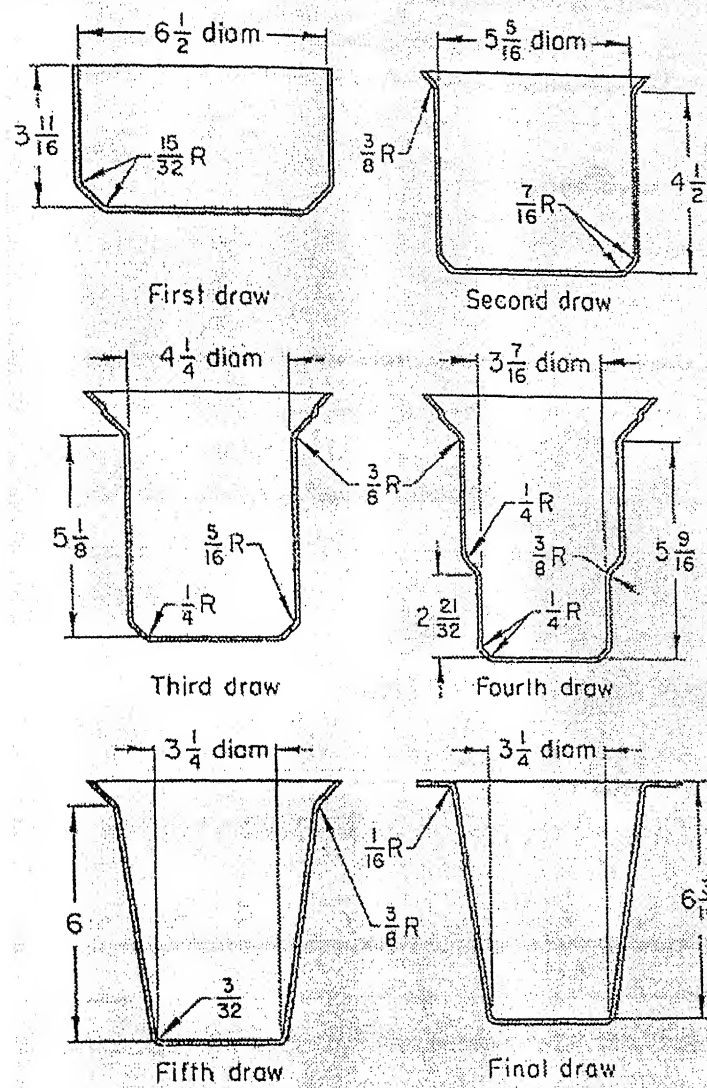 6 1/2 diam
3 11/16
15/32 R
First draw
5 5/16 diam
3/8 R
7/16 R
4 1/2
Second draw
4 1/4 diam
5 1/8
5/16 R
1/4 R
3/8 R
Third draw
3 7/16 diam
1/4 R
3/8 R
2 21/32
1/4 R
5 9/16
Fourth draw
3 1/4 diam
6
3/8 R
3/32
Fifth draw
3 1/4 diam
1/16 R
Final draw